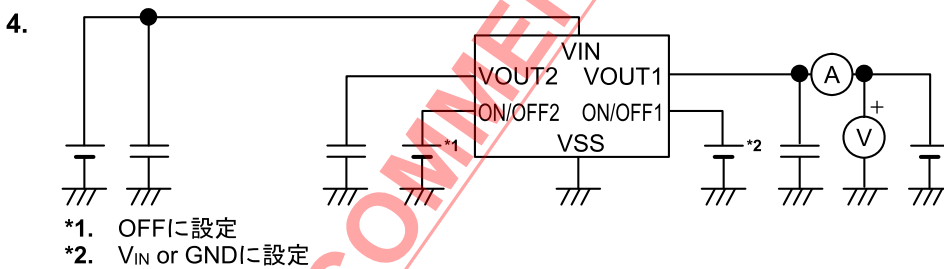 4.
VIN
VOUT2 VOUT1
A
ON/OFF2 ON/OFF1
+
V
*1
*2
VSS
*1. OFFに設定
*2. VIN or GNDに設定